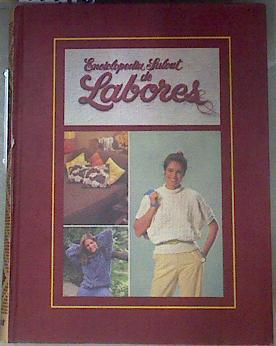 Enciclopedia Salvat
de
Labores